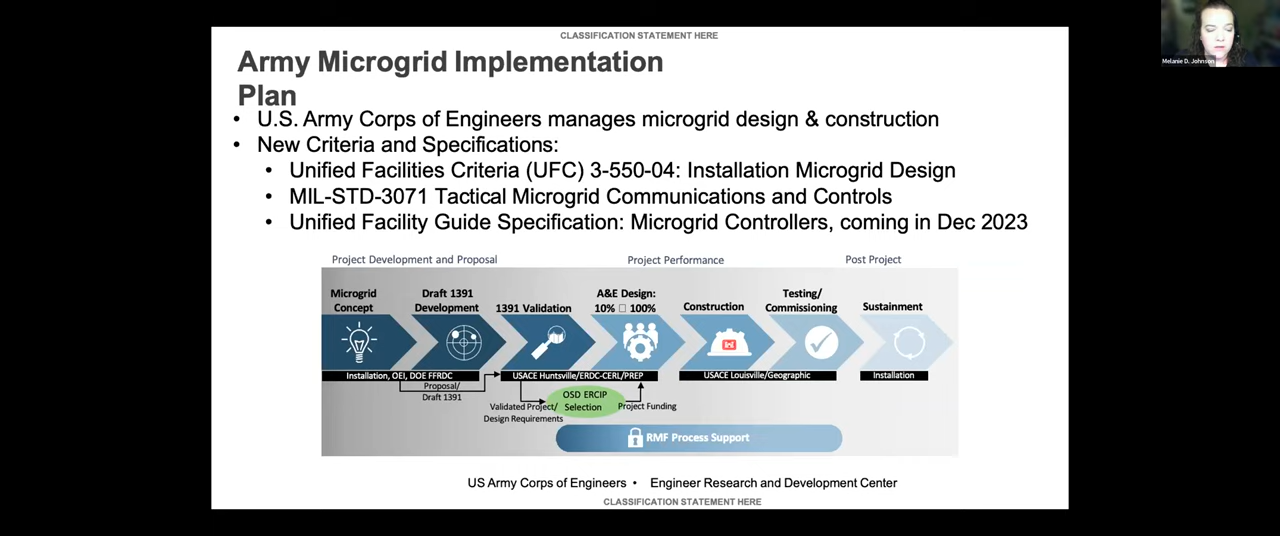 CLASSIFICATION STATEMENT HERE
Army Microgrid Implementation
Plan
• U.S. Army Corps of Engineers manages microgrid design & construction
• New Criteria and Specifications:
• Unified Facilities Criteria (UFC) 3-550-04: Installation Microgrid Design
• MIL-STD-3071 Tactical Microgrid Communications and Controls
• Unified Facility Guide Specification: Microgrid Controllers, coming in Dec 2023
Project Development and Proposal
Project Performance
Post Project
Microgrid
Concept
Draft 1391
Development
1391 Validation
A&E Design:
10% □ 100%
Construction
Testing/
Commissioning
Sustainment
Installation, OEI, DOE FFRDC
USACE Huntsville/ERDC-CERL/PREP
USACE Louisville/Geographic
Installation
Proposal/
Draft 1391
Validated Project/
Design Requirements
OSD ERCIP
Selection
Project Funding
RMF Process Support
US Army Corps of Engineers • Engineer Research and Development Center
CLASSIFICATION STATEMENT HERE
Melanie D. Johnson